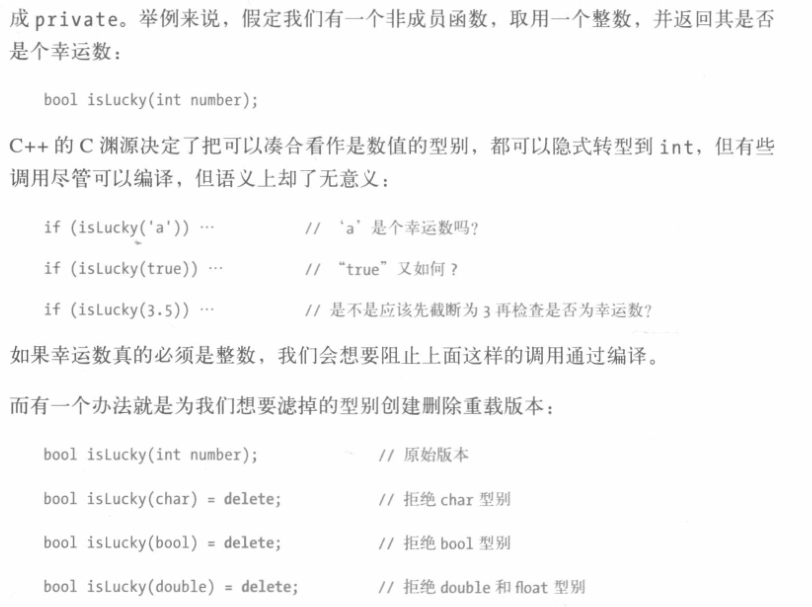 成 private。举例来说，假定我们有一个非成员函数，取用一个整数，并返回其是否
是个幸运数：
bool isLucky(int number);
C++ 的 C 渊源决定了把可以凑合看作是数值的型别，都可以隐式转型到 int，但有些
调用尽管可以编译，但语义上却了无意义：
if (isLucky('a')) … // ‘a’ 是个幸运数吗？
if (isLucky(true)) … // “true” 又如何？
if (isLucky(3.5)) … // 是不是应该先截断为 3 再检查是否为幸运数？
如果幸运数真的必须是整数，我们会想要阻止上面这样的调用通过编译。
而有一个办法就是为我们想要滤掉的型别创建删除重载版本：
bool isLucky(int number); // 原始版本
bool isLucky(char) = delete; // 拒绝 char 型别
bool isLucky(bool) = delete; // 拒绝 bool 型别
bool isLucky(double) = delete; // 拒绝 double 和 float 型别